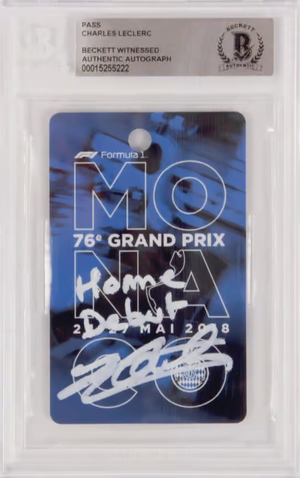 PASS
CHARLES LECLERC
BECKETT WITNESSED
AUTHENTIC AUTOGRAPH
00015255222
BECKETT
B
AUTHENTICATION
F1 Formula 1
MO
76e GRAND PRIX
NA
Home
Debut
MAI 2018
CO